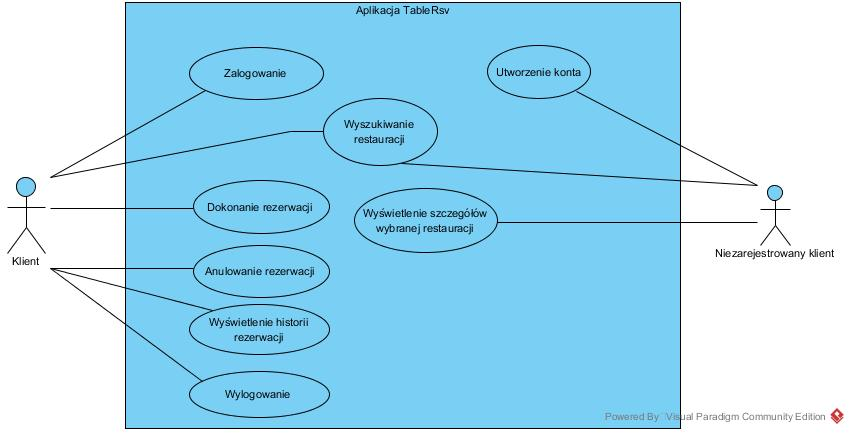 Aplikacja TableRsv
Zalogowanie
Utworzenie konta
Wyszukiwanie
restauracji
Dokonanie rezerwacji
Wyświetlenie szczegółów
wybranej restauracji
Klient
Niezarejestrowany klient
Anulowanie rezerwacji
Wyświetlenie historii
rezerwacji
Wylogowanie
Powered By Visual Paradigm Community Edition